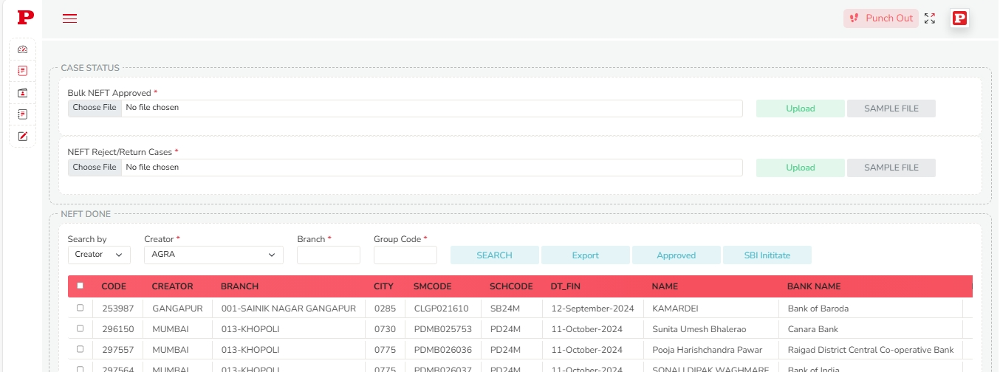 P
Punch Out
P
CASE STATUS
Bulk NEFT Approved *
Choose File No file chosen Upload SAMPLE FILE
NEFT Reject/Return Cases *
Choose File No file chosen Upload SAMPLE FILE
NEFT DONE
Search by Creator * Branch * Group Code *
Creator AGRA SEARCH Export Approved SBI Inititate
CODE CREATOR BRANCH CITY SMCODE SCHCODE DT_FIN NAME BANK NAME
253987 GANGAPUR 001-SAINIK NAGAR GANGAPUR 0285 CLGP021610 SB24M 12-September-2024 KAMARDEI Bank of Baroda
296150 MUMBAI 013-KHOPOLI 0730 PDMB025753 PD24M 11-October-2024 Sunita Umesh Bhalerao Canara Bank
297557 MUMBAI 013-KHOPOLI 0775 PDMB026036 PD24M 11-October-2024 Pooja Harishchandra Pawar Raigad District Central Co-operative Bank
297564 MUMBAI 013-KHOPOLI 0775 PDMB026037 PD24M 11-October-2024 SONALI DIPAK WAGHMARE Bank of India